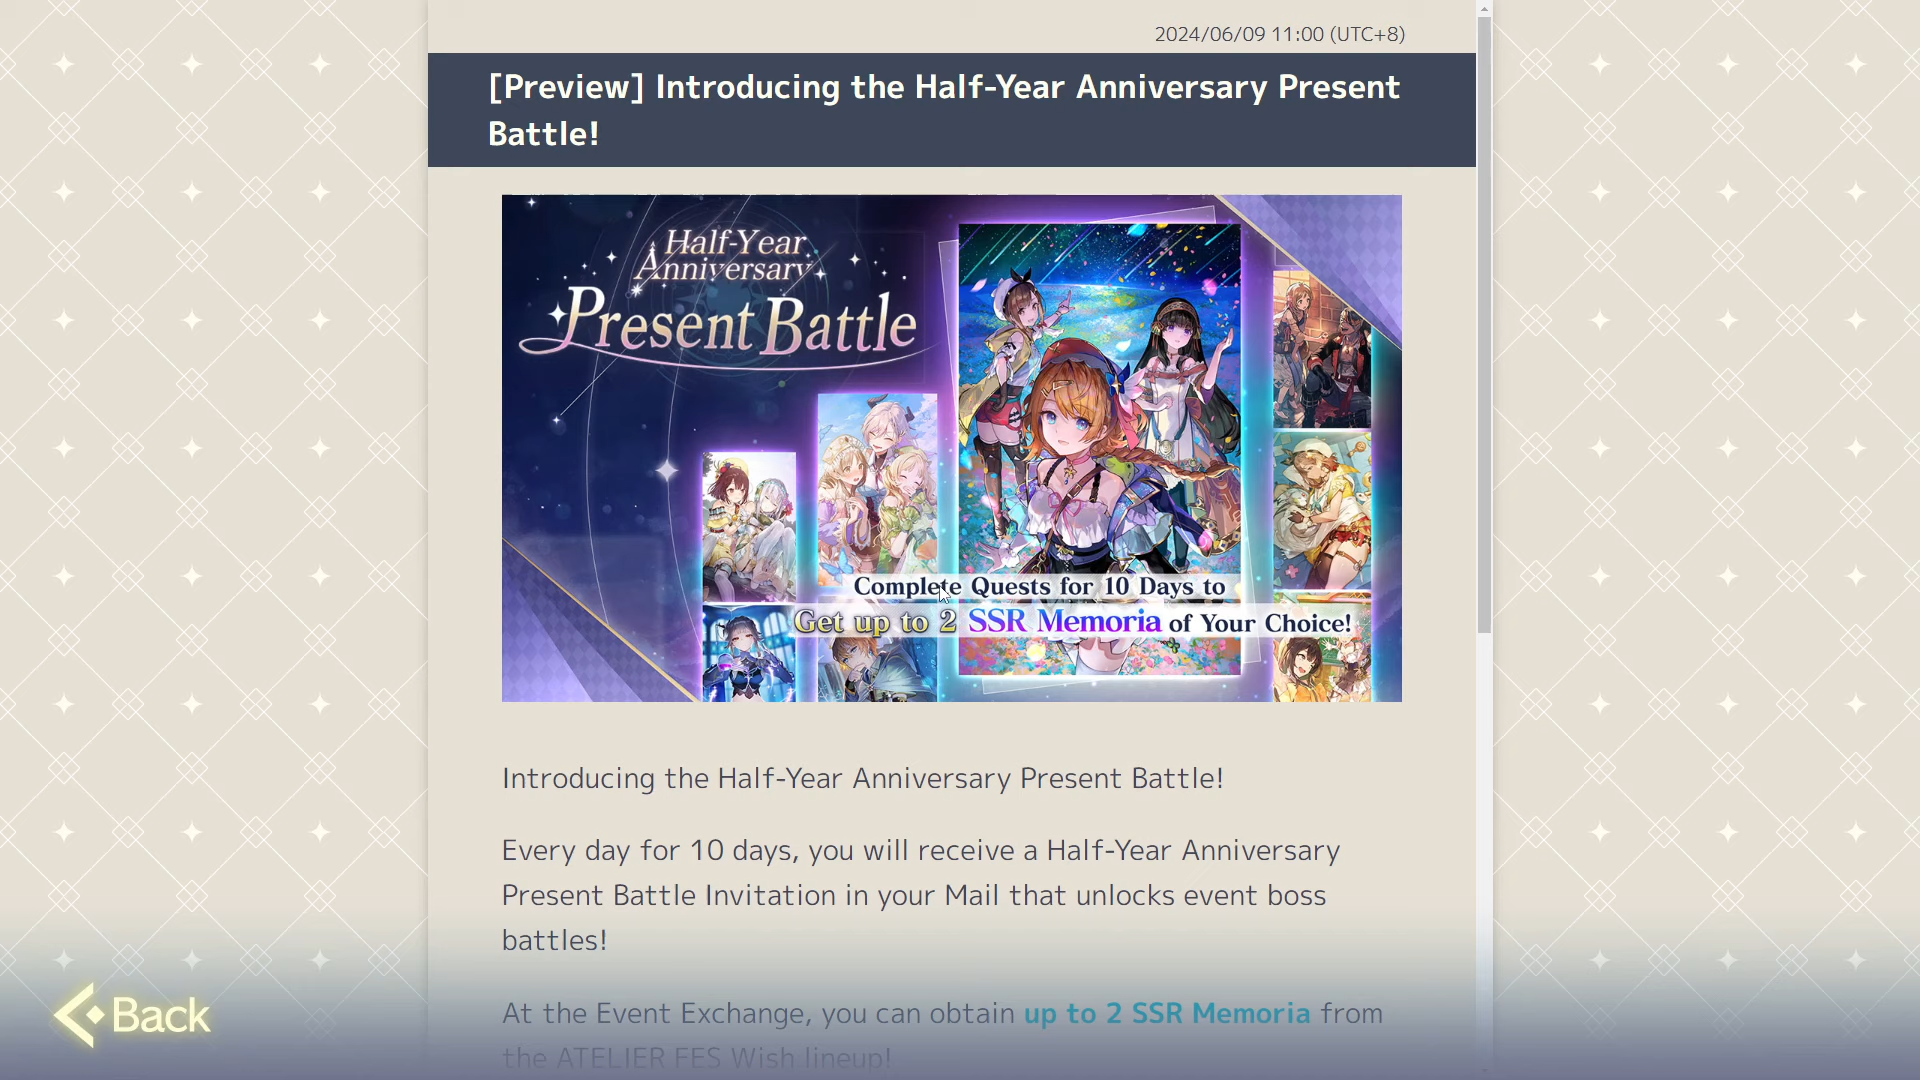 2024/06/09 11:00 (UTC+8)
[Preview] Introducing the Half-Year Anniversary Present
Battle!
Half-Year
Anniversary
Present Battle
Complete Quests for 10 Days to
Get up to 2 SSR Memoria of Your Choice!
Introducing the Half-Year Anniversary Present Battle!
Every day for 10 days, you will receive a Half-Year Anniversary
Present Battle Invitation in your Mail that unlocks event boss
battles!
At the Event Exchange, you can obtain up to 2 SSR Memoria from
the ATELIER FES Wish lineup!
Back